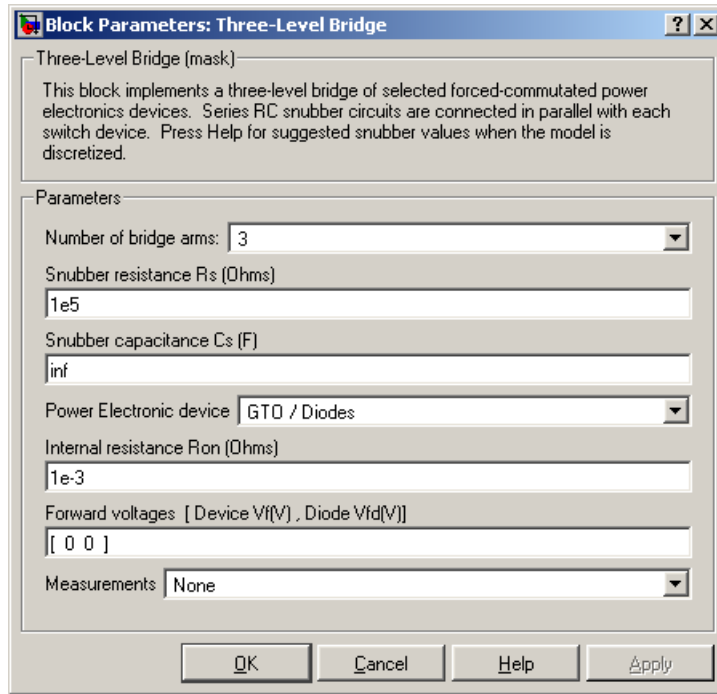 Block Parameters: Three-Level Bridge
Three-Level Bridge (mask)
This block implements a three-level bridge of selected forced-commutated power
electronics devices. Series RC snubber circuits are connected in parallel with each
switch device. Press Help for suggested snubber values when the model is
discretized.
Parameters
Number of bridge arms: 3
Snubber resistance Rs (Ohms)
1e5
Snubber capacitance Cs (F)
inf
Power Electronic device GTO / Diodes
Internal resistance Ron (Ohms)
1e-3
Forward voltages [ Device Vf(V) , Diode Vfd(V)]
[ 0 0 ]
Measurements None
OK Cancel Help Apply